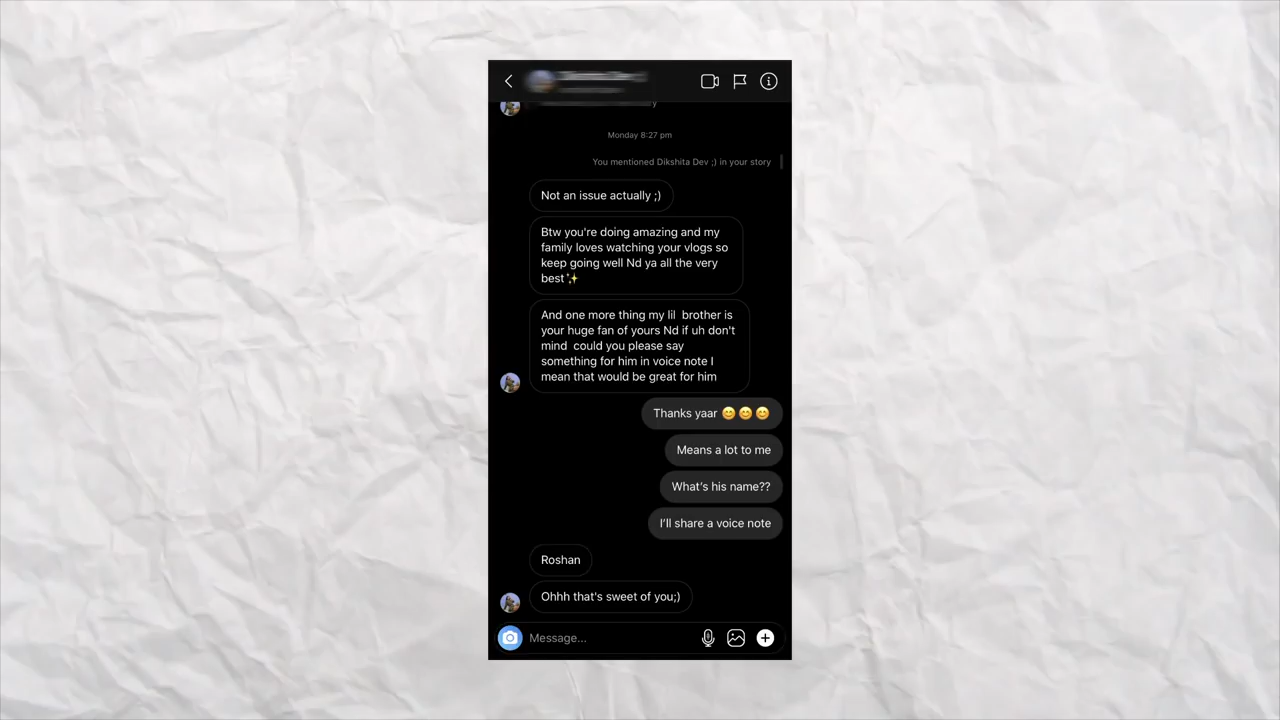 Monday 8:27 pm
You mentioned Dikshita Dev ;) in your story
Not an issue actually ;)
Btw you're doing amazing and my
family loves watching your vlogs so
keep going well Nd ya all the very
best✨
And one more thing my lil  brother is
your huge fan of yours Nd if uh don't
mind  could you please say
something for him in voice note I
mean that would be great for him
Thanks yaar 😊😊😊
Means a lot to me
What's his name??
I'll share a voice note
Roshan
Ohhh that's sweet of you;)
Message...